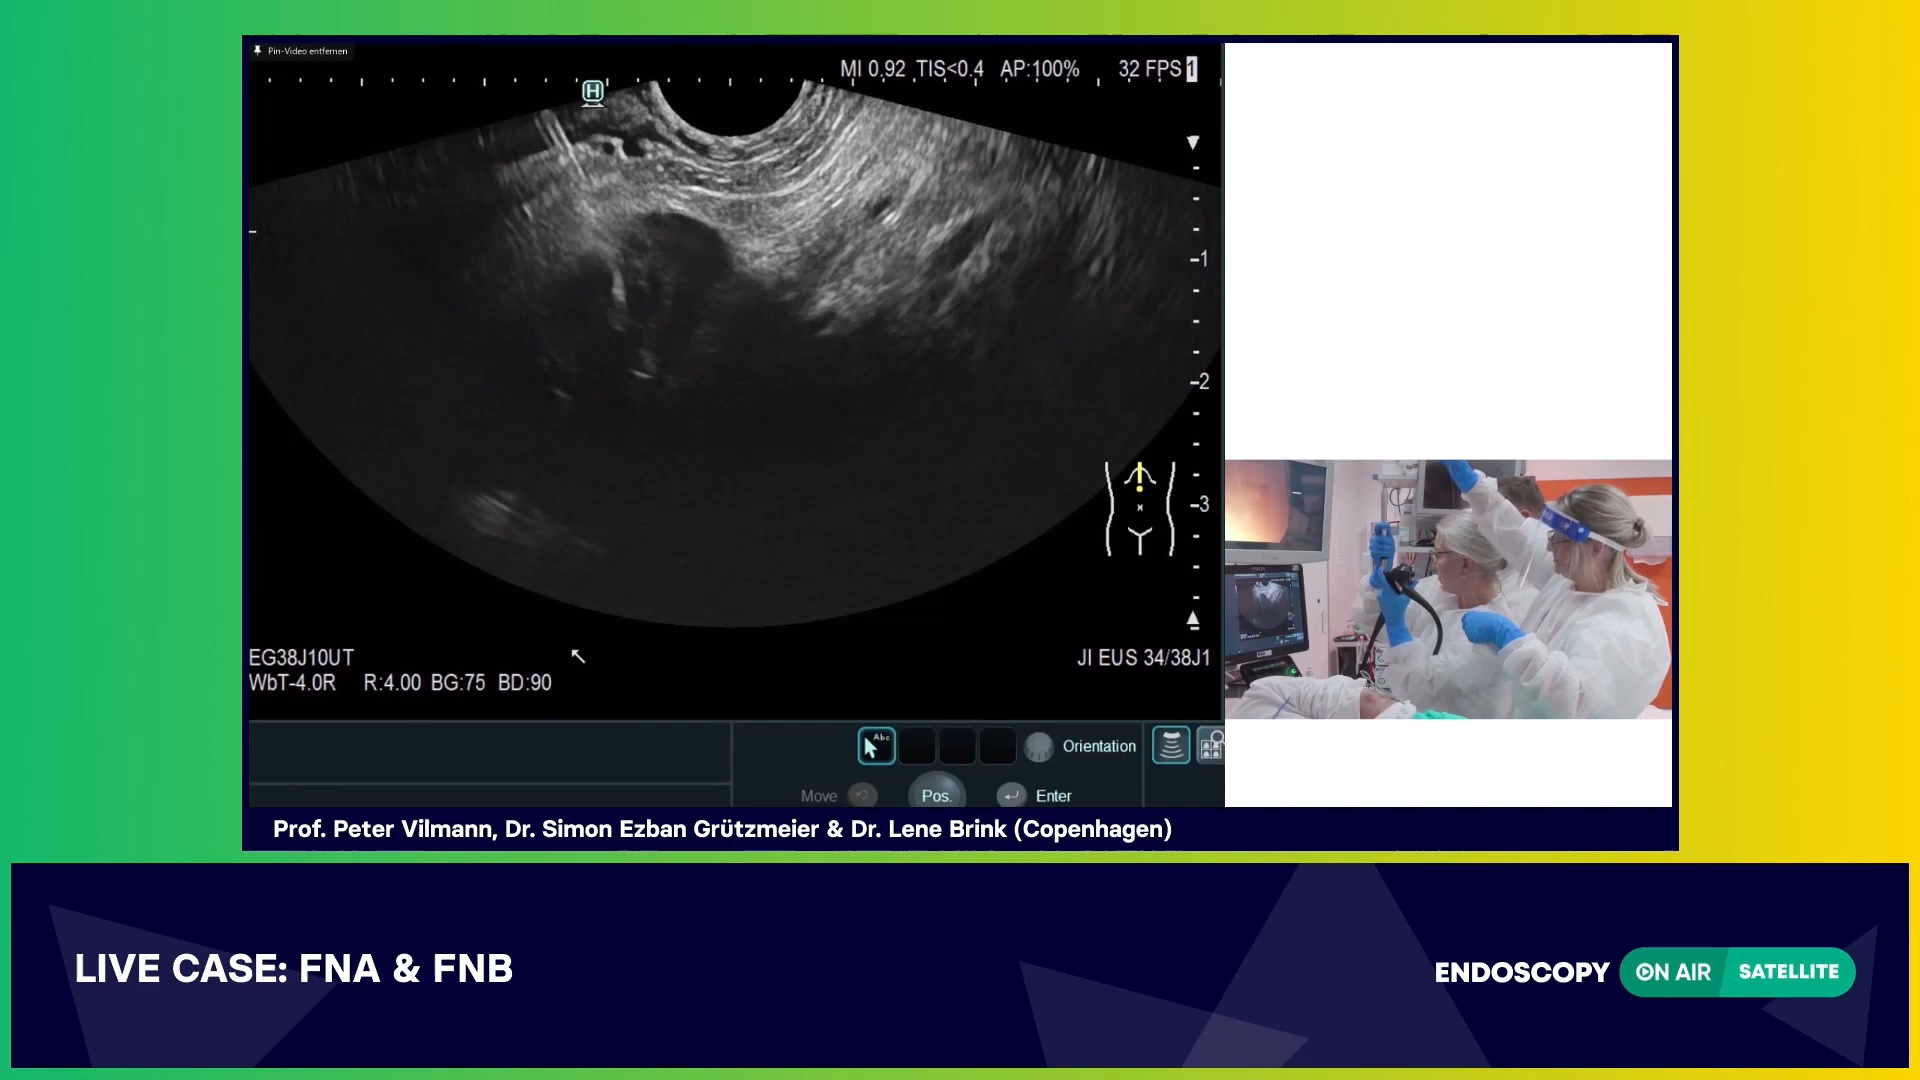 Pin-Video entfernen
MI 0.92 TIS<0.4 AP:100% 32 FPS 1
H
1
2
3
EG38J10UT
JI EUS 34/38J1
WbT-4.0R R:4.00 BG:75 BD:90
Abc
Orientation
Move
Pos.
Enter
Prof. Peter Vilmann, Dr. Simon Ezban Grützmeier & Dr. Lene Brink (Copenhagen)
LIVE CASE: FNA & FNB
ENDOSCOPY ON AIR SATELLITE